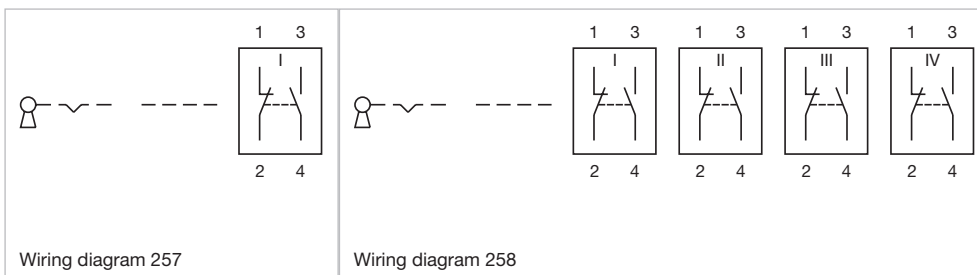 1 3
I
2 4
Wiring diagram 257
1 3 1 3 1 3 1 3
I II III IV
2 4 2 4 2 4 2 4
Wiring diagram 258